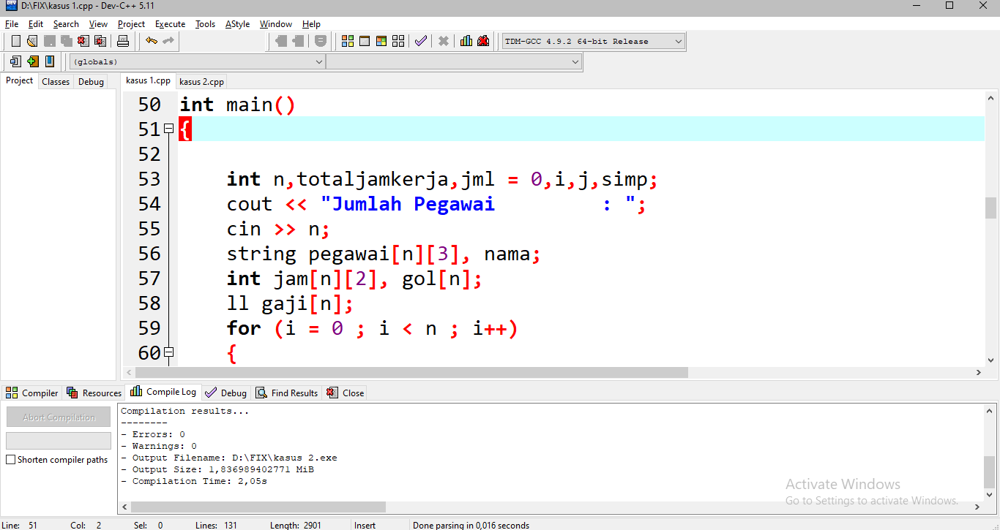 D:\FIX\kasus 1.cpp - Dev-C++ 5.11
File Edit Search View Project Execute Tools AStyle Window Help
TDM-GCC 4.9.2 64-bit Release
(globals)
Project Classes Debug
kasus 1.cpp kasus 2.cpp
50 int main()
51 {
52
53 int n,totaljamkerja,jml = 0,i,j,simp;
54 cout << "Jumlah Pegawai : ";
55 cin >> n;
56 string pegawai[n][3], nama;
57 int jam[n][2], gol[n];
58 ll gaji[n];
59 for (i = 0 ; i < n ; i++)
60 {
Compiler Resources Compile Log Debug Find Results Close
Abort Compilation
Shorten compiler paths
Compilation results...
--------
- Errors: 0
- Warnings: 0
- Output Filename: D:\FIX\kasus 2.exe
- Output Size: 1,836989402771 MiB
- Compilation Time: 2,05s
Activate Windows
Go to Settings to activate Windows.
Line: 51 Col: 2 Sel: 0 Lines: 131 Length: 2901 Insert Done parsing in 0,016 seconds